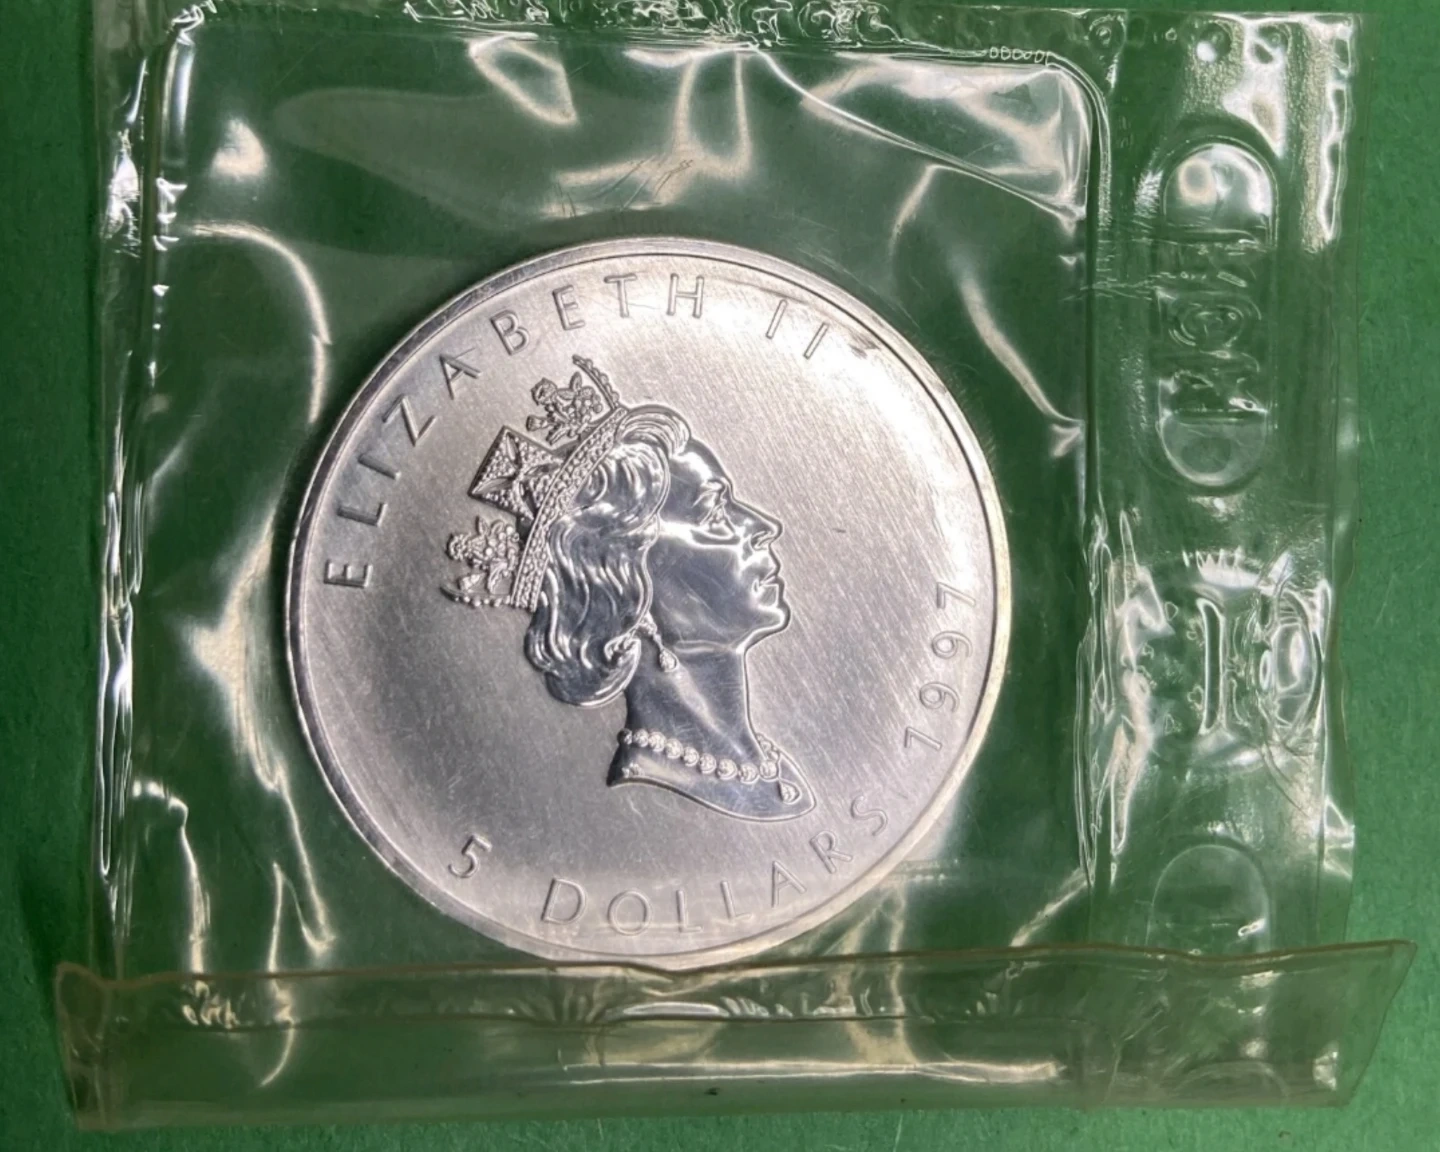 ELIZABETH II
5 DOLLARS 1997